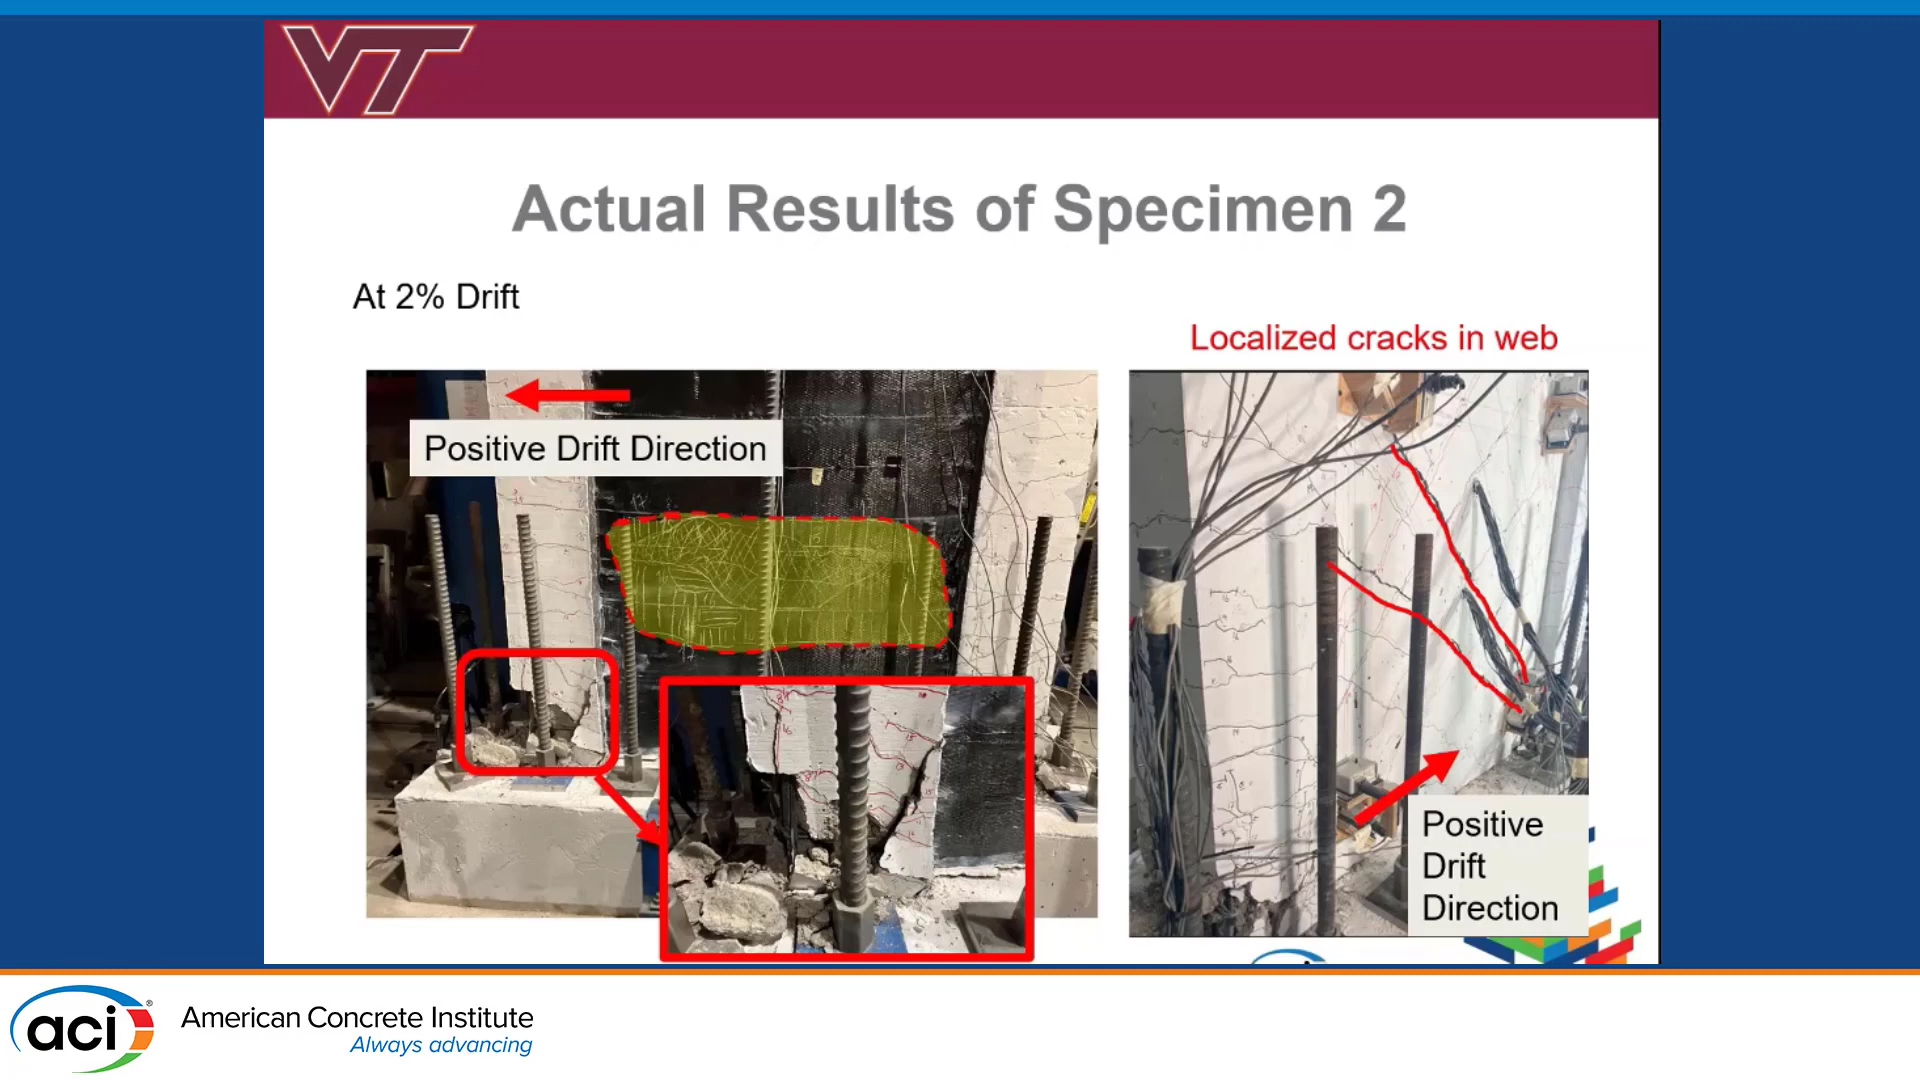 VT
Actual Results of Specimen 2
At 2% Drift
Localized cracks in web
Positive Drift Direction
Positive
Drift
Direction
aci®
American Concrete Institute
Always advancing